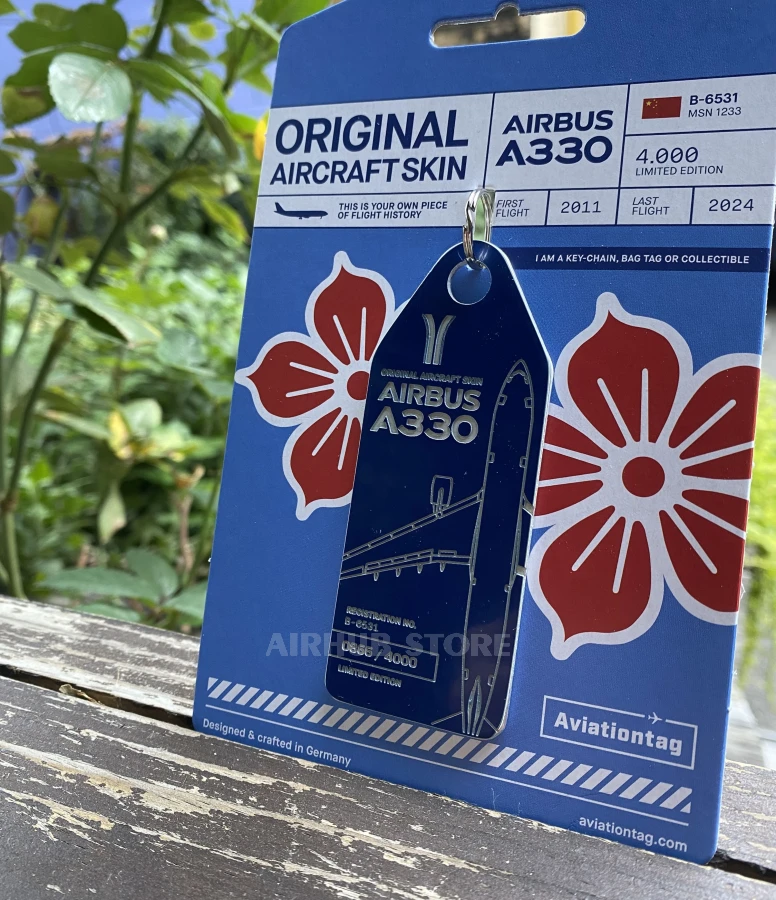 ORIGINAL
AIRCRAFT SKIN
AIRBUS
A330
B-6531
MSN 1233
4.000
LIMITED EDITION
THIS IS YOUR OWN PIECE
OF FLIGHT HISTORY
FIRST
FLIGHT
2011
LAST
FLIGHT
2024
I AM A KEY-CHAIN, BAG TAG OR COLLECTIBLE
ORIGINAL AIRCRAFT SKIN
AIRBUS
A330
REGISTRATION NO.
B-6531
AIRHUB STORE
/4000
LIMITED EDITION
Aviationtag
Designed & crafted in Germany
aviationtag.com